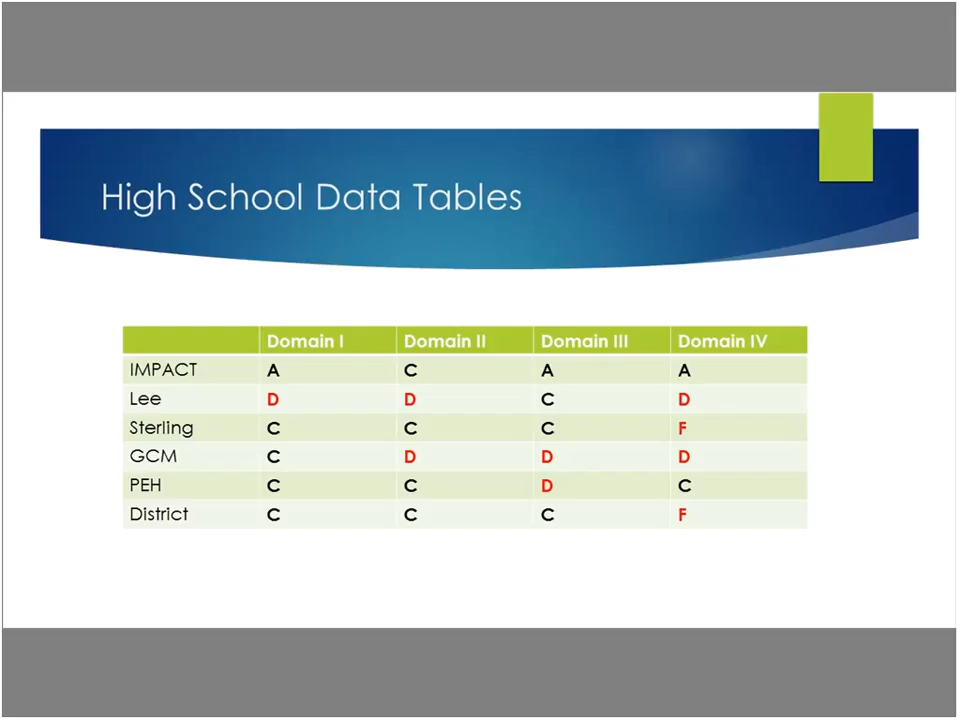 High School Data Tables
Domain I Domain II Domain III Domain IV
IMPACT A C A A
Lee D D C D
Sterling C C C F
GCM C D D D
PEH C C D C
District C C C F